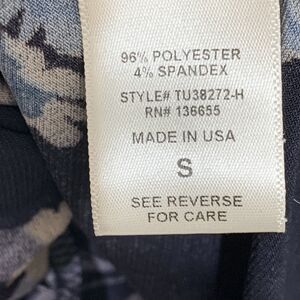 96% POLYESTER
4% SPANDEX
STYLE# TU38272-H
RN# 136655
MADE IN USA
S
SEE REVERSE
FOR CARE